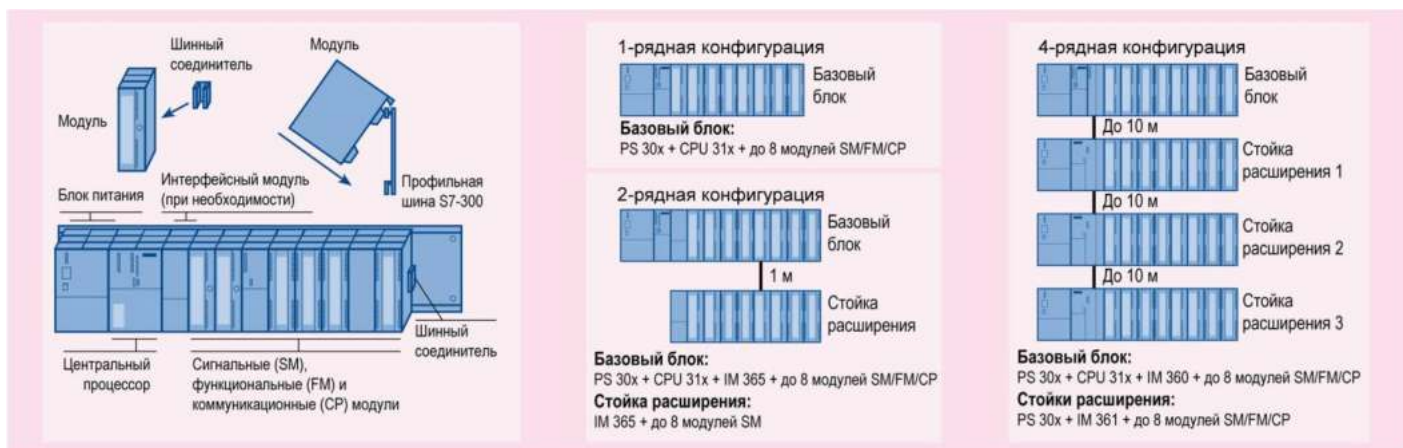 Шинный
соединитель
Модуль
Модуль
Блок питания
Интерфейсный модуль
(при необходимости)
Профильная
шина S7-300
Шинный
соединитель
Центральный
процессор
Сигнальные (SM),
функциональные (FM) и
коммуникационные (CP) модули
1-рядная конфигурация
Базовый
блок
Базовый блок:
PS 30x + CPU 31x + до 8 модулей SM/FM/CP
2-рядная конфигурация
Базовый
блок
1 м
Стойка
расширения
Базовый блок:
PS 30x + CPU 31x + IM 365 + до 8 модулей SM/FM/CP
Стойка расширения:
IM 365 + до 8 модулей SM
4-рядная конфигурация
Базовый
блок
До 10 м
Стойка
расширения 1
До 10 м
Стойка
расширения 2
До 10 м
Стойка
расширения 3
Базовый блок:
PS 30x + CPU 31x + IM 360 + до 8 модулей SM/FM/CP
Стойки расширения:
PS 30x + IM 361 + до 8 модулей SM/FM/CP